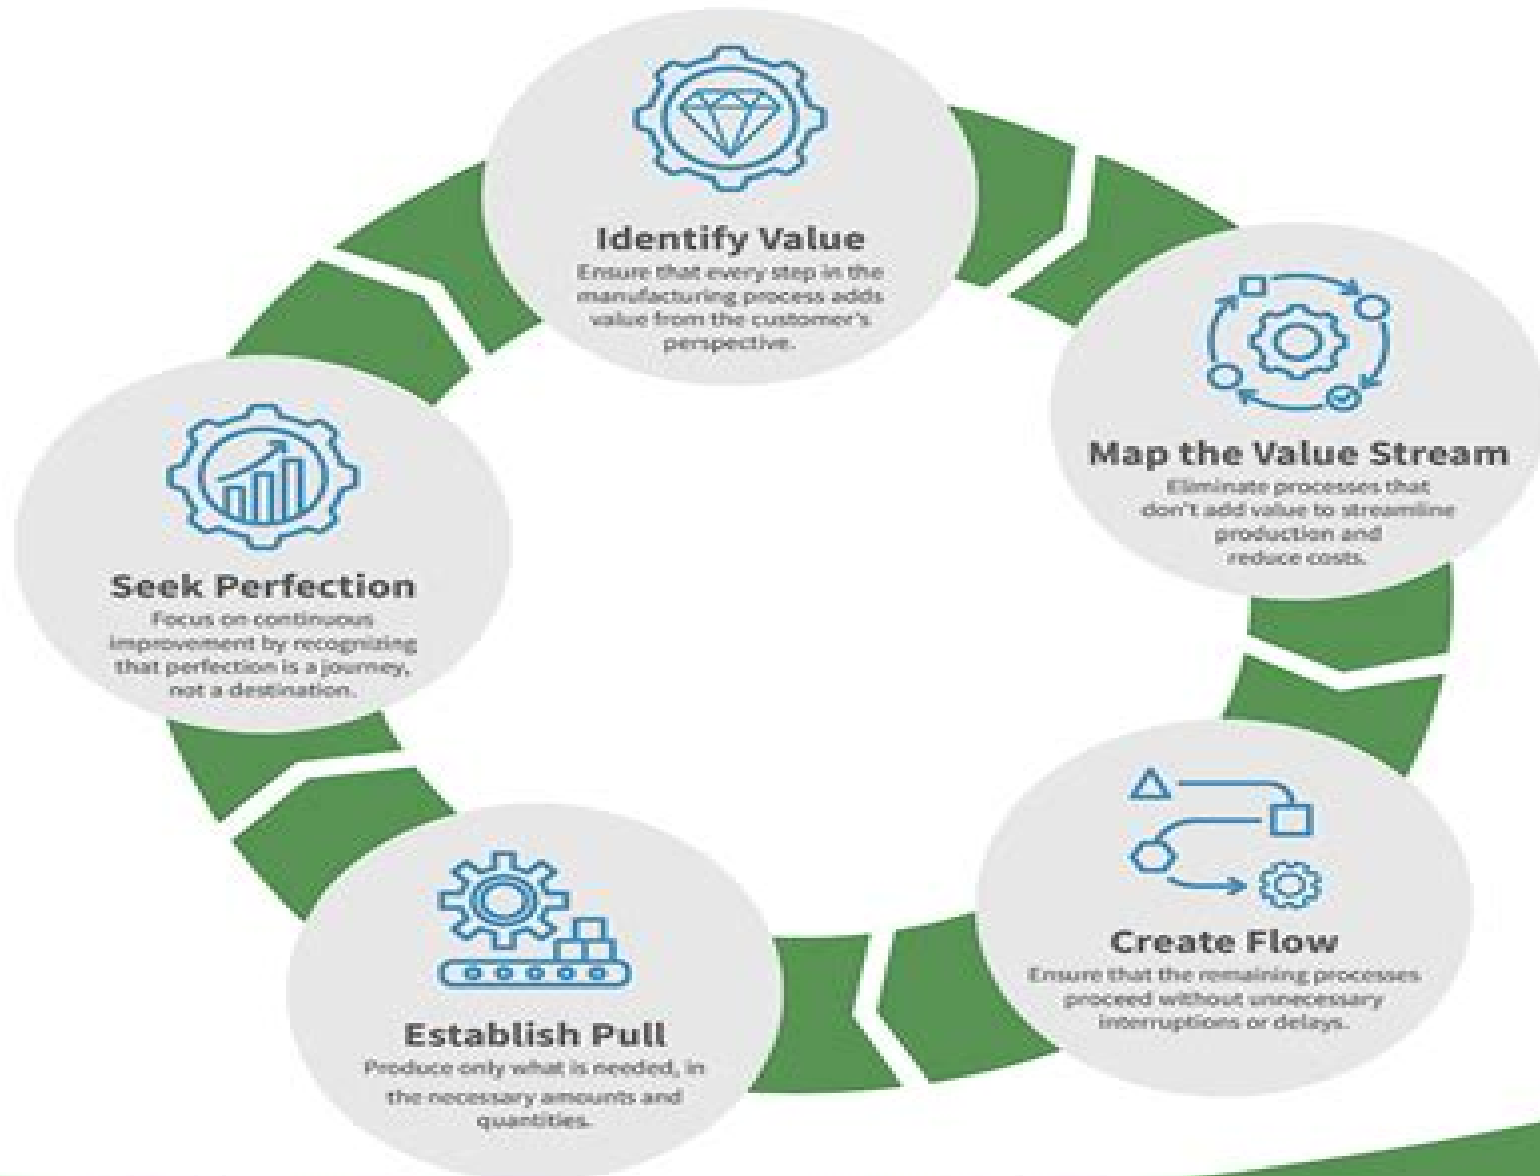 Identify Value
Ensure that every step in the
manufacturing process adds
value from the customer's
perspective.
Map the Value Stream
Eliminate processes that
don't add value to streamline
production and
reduce costs.
Create Flow
Ensure that the remaining processes
proceed without unnecessary
interruptions or delays.
Establish Pull
Produce only what is needed, in
the necessary amounts and
quantities.
Seek Perfection
Focus on continuous
improvement by recognizing
that perfection is a journey,
not a destination.